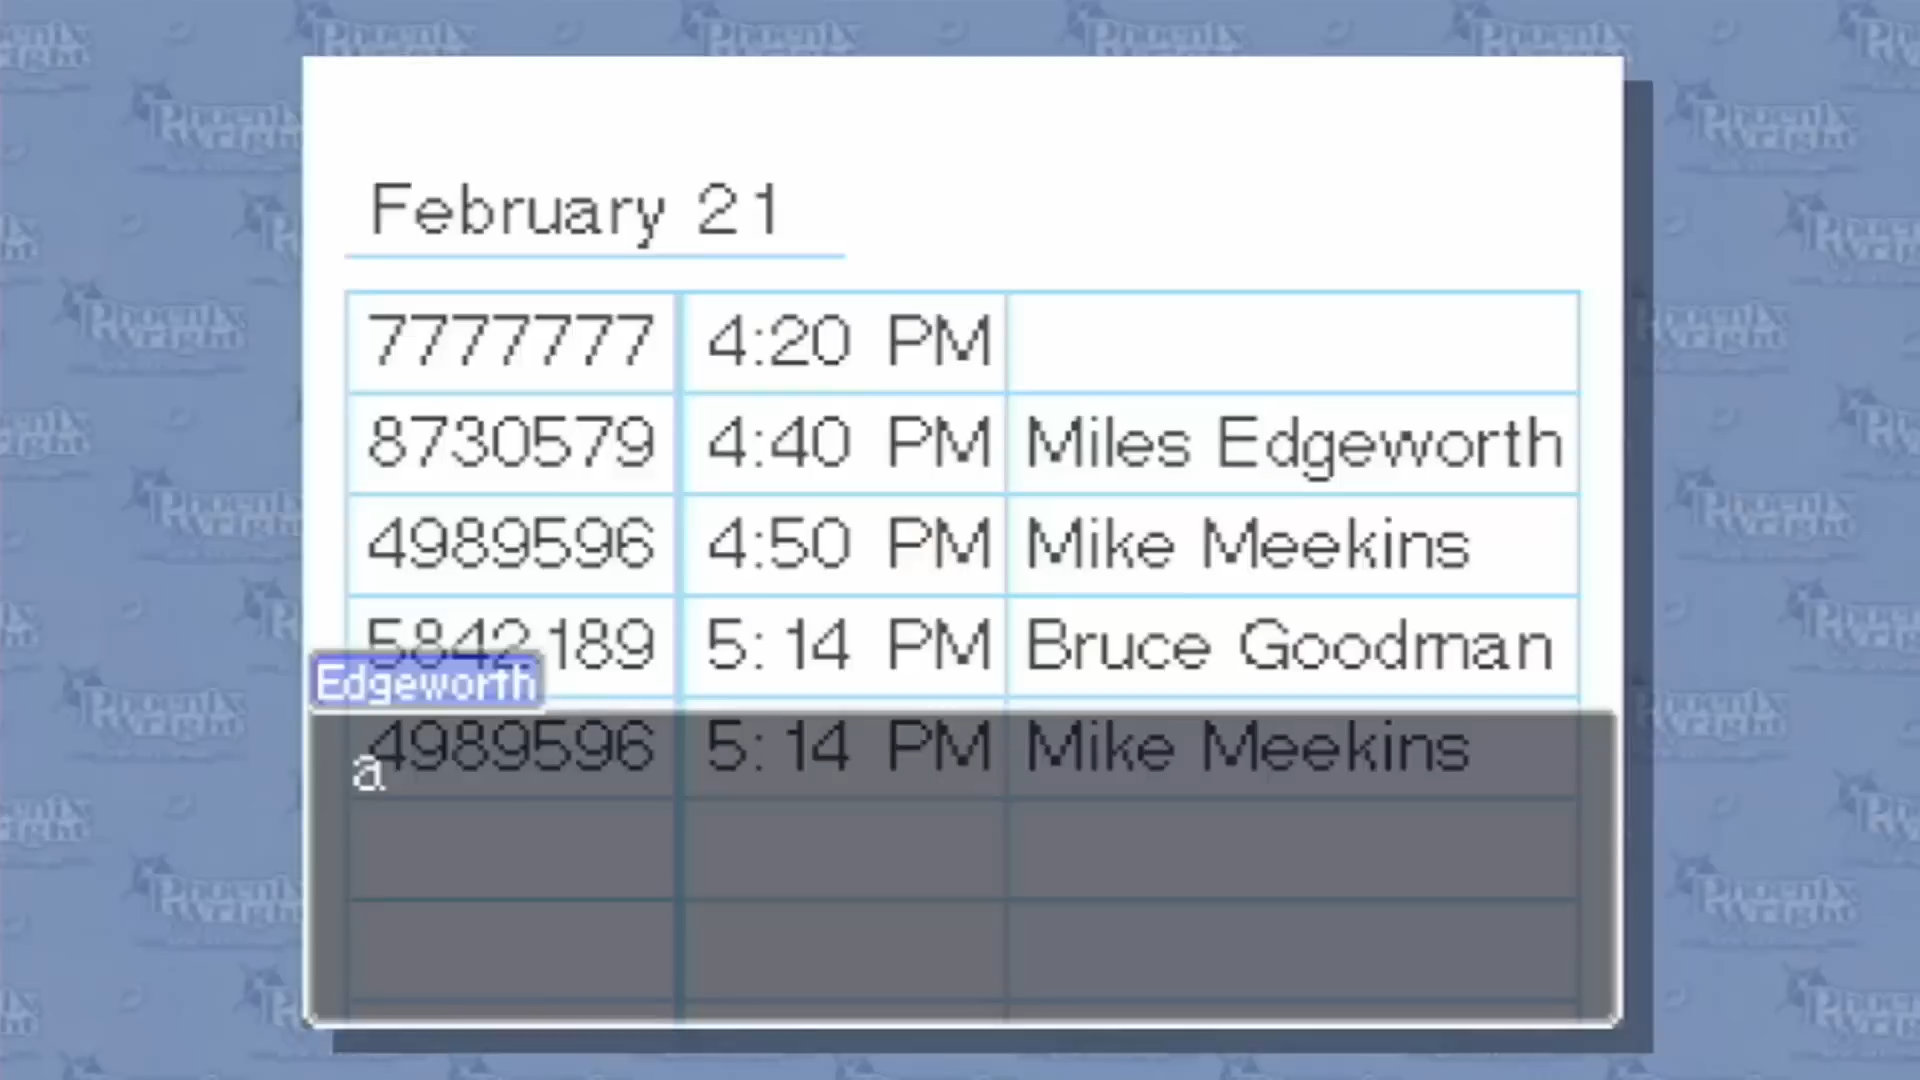 February 21
7777777 4:20 PM
8730579 4:40 PM Miles Edgeworth
4989596 4:50 PM Mike Meekins
5842189 5:14 PM Bruce Goodman
Edgeworth
4989596 5:14 PM Mike Meekins
a